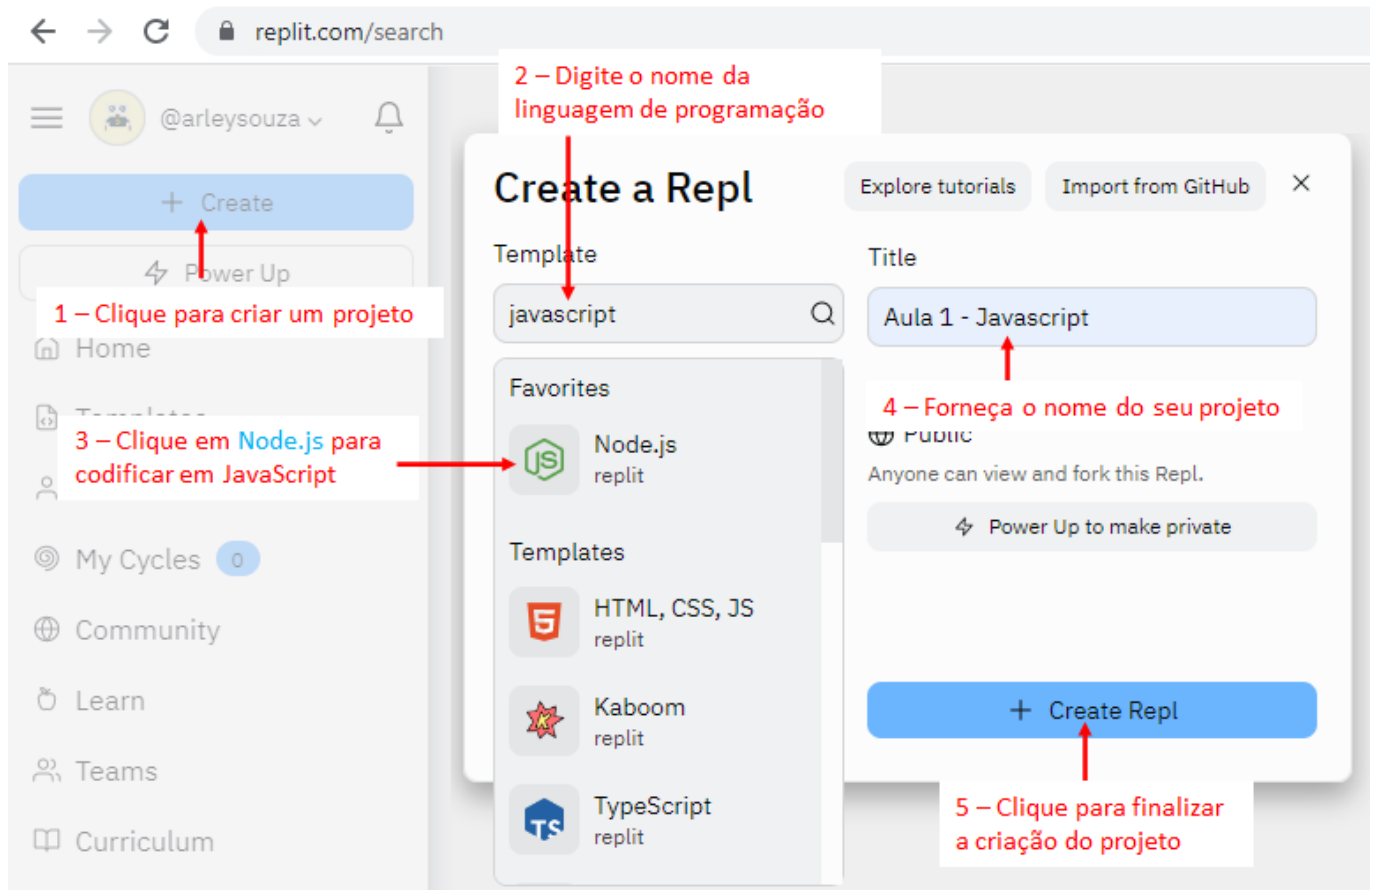 replit.com/search
2 – Digite o nome da
linguagem de programação
@arleysouza
+ Create
Power Up
1 – Clique para criar um projeto
Home
Templates
3 – Clique em Node.js para
codificar em JavaScript
My Cycles 0
Community
Learn
Teams
Curriculum
Create a Repl
Explore tutorials
Import from GitHub
Template
javascript
Favorites
Node.js
replit
Templates
HTML, CSS, JS
replit
Kaboom
replit
TypeScript
replit
Title
Aula 1 - Javascript
4 – Forneça o nome do seu projeto
Public
Anyone can view and fork this Repl.
Power Up to make private
+ Create Repl
5 – Clique para finalizar
a criação do projeto